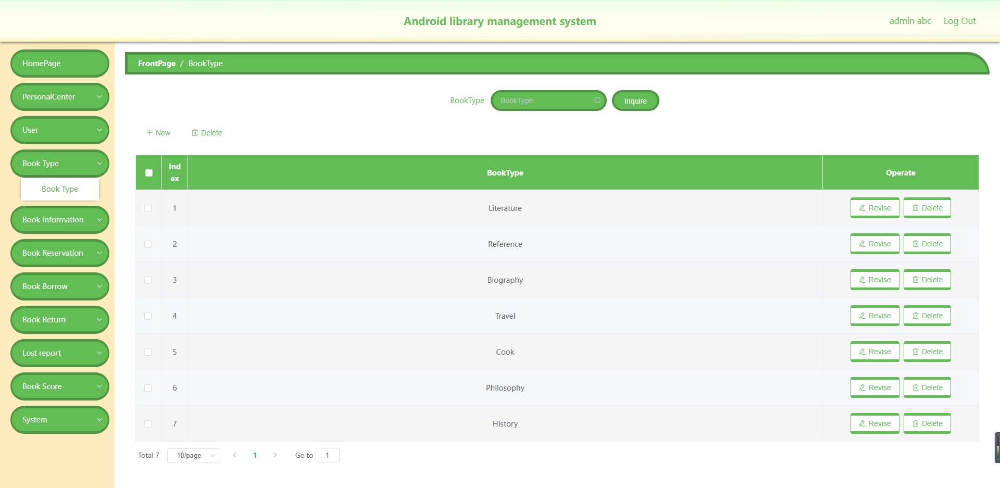 Android library management system
admin abc
Log Out
HomePage
PersonalCenter
User
Book Type
Book Type
Book Information
Book Reservation
Book Borrow
Book Return
Lost report
Book Score
System
FrontPage / BookType
BookType
BookType
Inquire
New
Delete
Ind
ex
BookType
Operate
1 Literature Revise Delete
2 Reference Revise Delete
3 Biography Revise Delete
4 Travel Revise Delete
5 Cook Revise Delete
6 Philosophy Revise Delete
7 History Revise Delete
Total 7 10/page 1 Go to 1